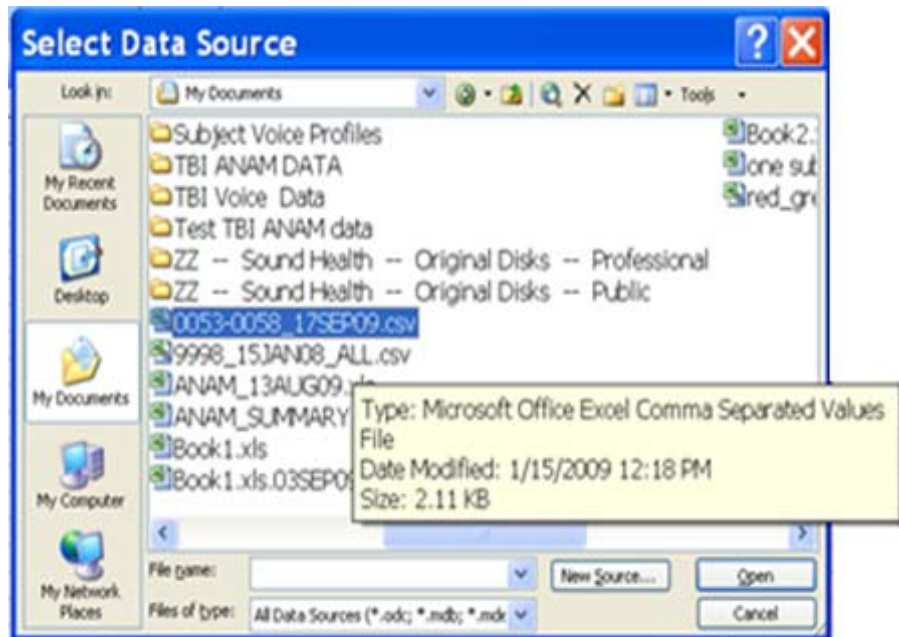 Select Data Source
Look in:
My Documents
Tools
My Recent Documents
Desktop
My Documents
My Computer
My Network Places
Subject Voice Profiles
TBI ANAM DATA
TBI Voice Data
Test TBI ANAM data
ZZ -- Sound Health -- Original Disks -- Professional
ZZ -- Sound Health -- Original Disks -- Public
0053-0058_17SEP09.csv
9998_15JAN08_ALL.csv
ANAM_13AUG09.xls
ANAM_SUMMARY
Book1.xls
Book1.xls.03SEP09
Book2.
one sub
red_gre
Type: Microsoft Office Excel Comma Separated Values
File
Date Modified: 1/15/2009 12:18 PM
Size: 2.11 KB
File name:
New Source...
Open
Files of type:
All Data Sources (*.odc; *.mdb; *.mde
Cancel